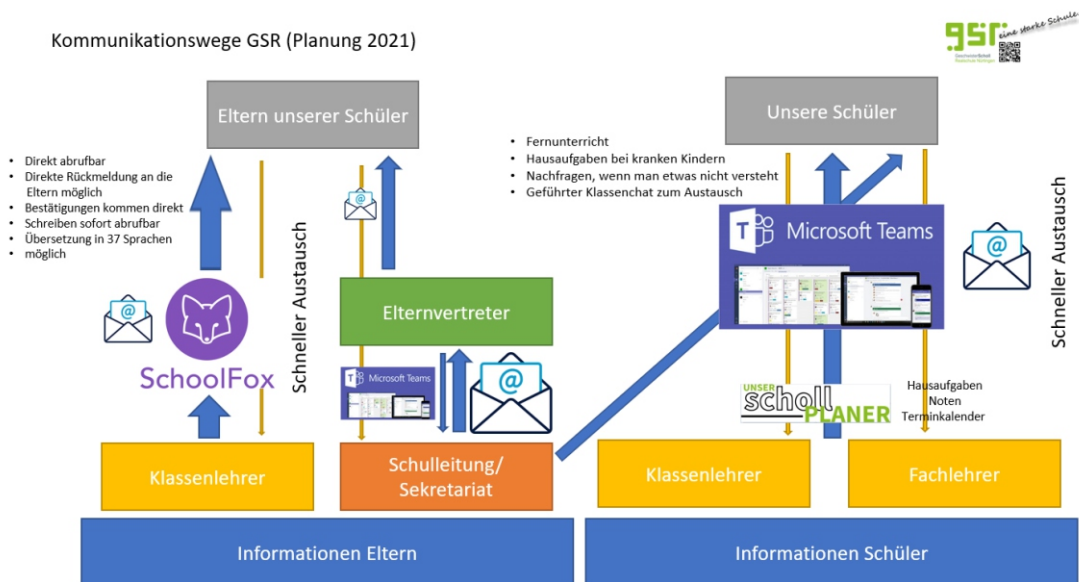 Kommunikationswege GSR (Planung 2021)
gsr
eine starke Schule
Eltern unserer Schüler
Unsere Schüler
• Direkt abrufbar
• Direkte Rückmeldung an die
Eltern möglich
• Bestätigungen kommen direkt
• Schreiben sofort abrufbar
• Übersetzung in 37 Sprachen
• möglich
• Fernunterricht
• Hausaufgaben bei kranken Kindern
• Nachfragen, wenn man etwas nicht versteht
• Geführter Klassenchat zum Austausch
Schneller Austausch
@
@
SchoolFox
Elternvertreter
T
Microsoft Teams
@
T
Microsoft Teams
@
Schneller Austausch
UNSER
scholl
PLANER
Hausaufgaben
Noten
Terminkalender
Klassenlehrer
Schulleitung/
Sekretariat
Klassenlehrer
Fachlehrer
Informationen Eltern
Informationen Schüler